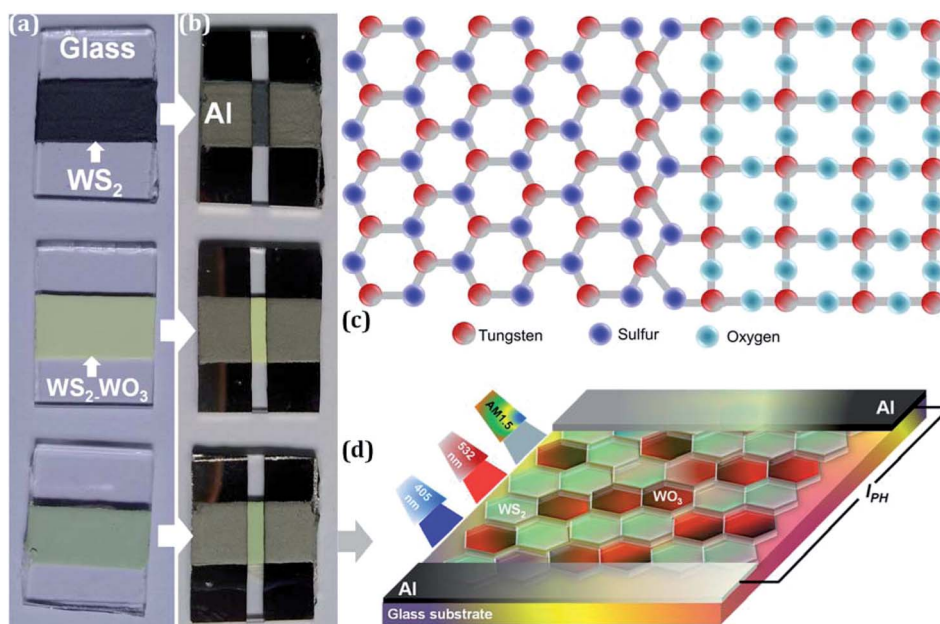 (a)
Glass
WS₂
WS₂-WO₃
(b)
Al
(c)
Tungsten Sulfur Oxygen
(d)
AM1.5
532
nm
405
nm
WS₂
WO₃
Al
I_PH
Al
Glass substrate